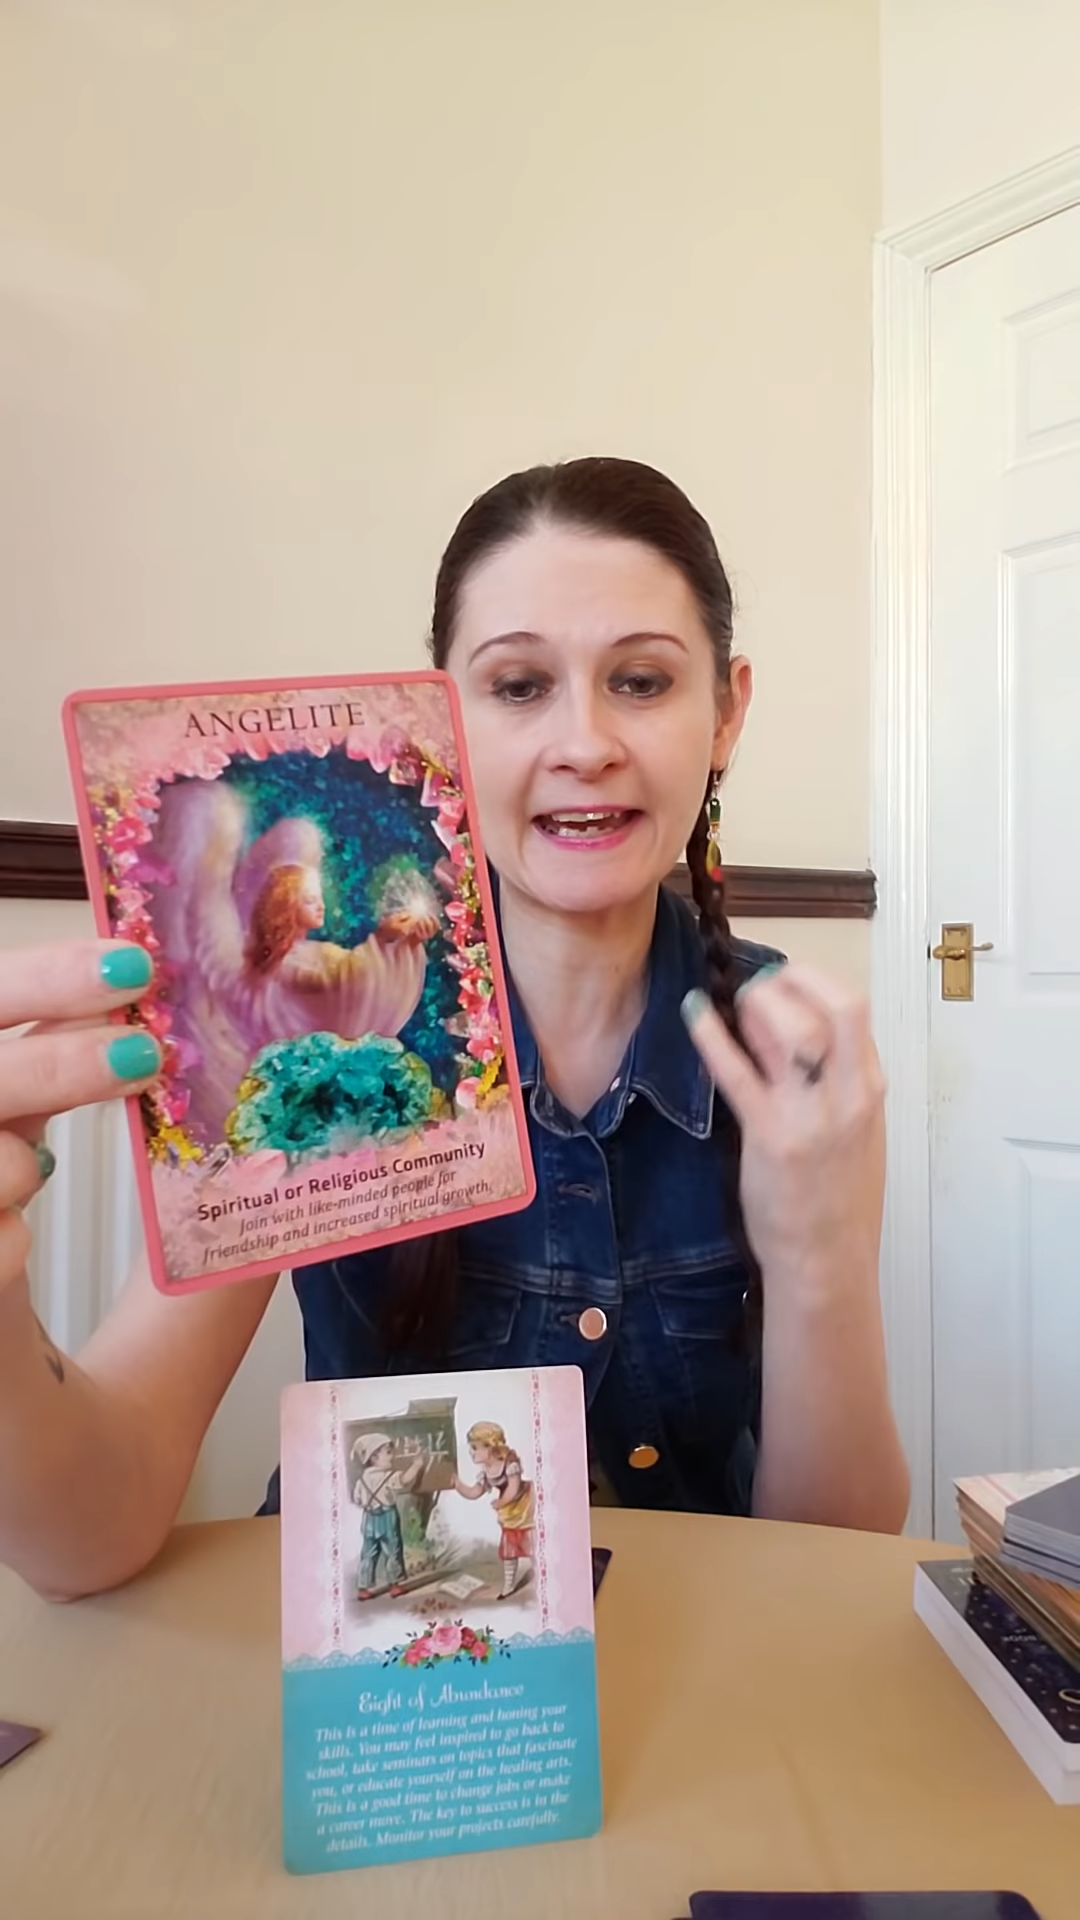 ANGELITE
Spiritual or Religious Community
Join with like-minded people for
friendship and increased spiritual growth.
Eight of Abundance
This is a time of learning and honing your
skills. You may feel inspired to go back to
school, take seminars on topics that fascinate
you, or educate yourself on the healing arts.
This is a good time to change jobs or make
a career move. The key to success is in the
details. Monitor your projects carefully.